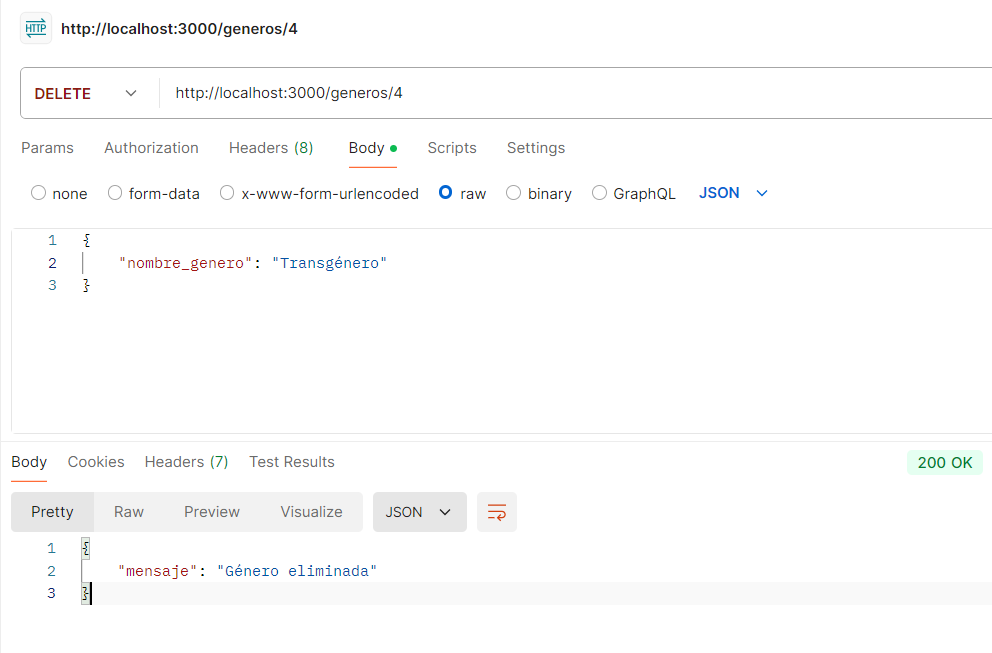 HTTP http://localhost:3000/generos/4
DELETE http://localhost:3000/generos/4
Params Authorization Headers (8) Body Scripts Settings
none form-data x-www-form-urlencoded raw binary GraphQL JSON
1 {
2 "nombre_genero": "Transgénero"
3 }
Body Cookies Headers (7) Test Results 200 OK
Pretty Raw Preview Visualize JSON
1 {
2 "mensaje": "Género eliminada"
3 }